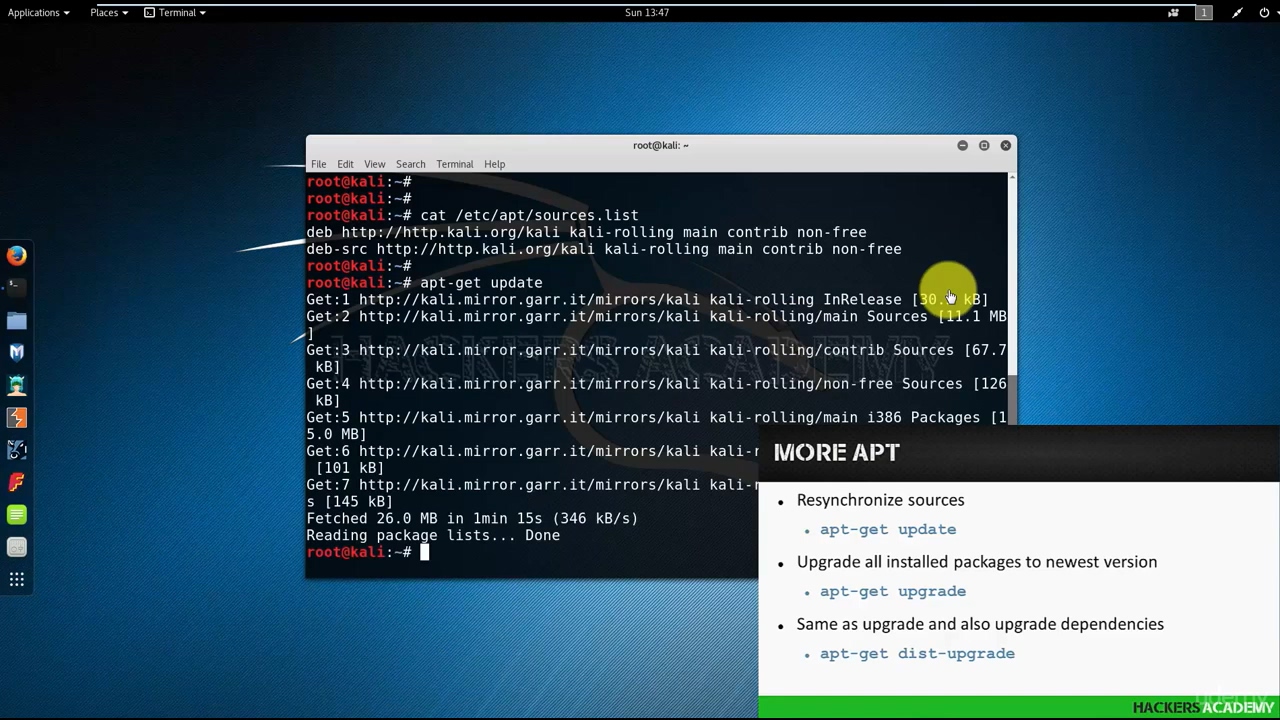 Applications Places Terminal Sun 13:47 1
root@kali: ~
File Edit View Search Terminal Help
root@kali:~#
root@kali:~#
root@kali:~# cat /etc/apt/sources.list
deb http://http.kali.org/kali kali-rolling main contrib non-free
deb-src http://http.kali.org/kali kali-rolling main contrib non-free
root@kali:~#
root@kali:~# apt-get update
Get:1 http://kali.mirror.garr.it/mirrors/kali kali-rolling InRelease kB]
Get:2 http://kali.mirror.garr.it/mirrors/kali kali-rolling/main Sources [11.1 MB
]
Get:3 http://kali.mirror.garr.it/mirrors/kali kali-rolling/contrib Sources [67.7
kB]
Get:4 http://kali.mirror.garr.it/mirrors/kali kali-rolling/non-free Sources [126
kB]
Get:5 http://kali.mirror.garr.it/mirrors/kali kali-rolling/main i386 Packages [1
5.0 MB]
Get:6 http://kali.mirror.garr.it/mirrors/kali kali-r
[101 kB]
Get:7 http://kali.mirror.garr.it/mirrors/kali kali-r
s [145 kB]
Fetched 26.0 MB in 1min 15s (346 kB/s)
Reading package lists... Done
root@kali:~#
HACKERS ACADEMY
MORE APT
• Resynchronize sources
• apt-get update
• Upgrade all installed packages to newest version
• apt-get upgrade
• Same as upgrade and also upgrade dependencies
• apt-get dist-upgrade
udemy
HACKERS ACADEMY